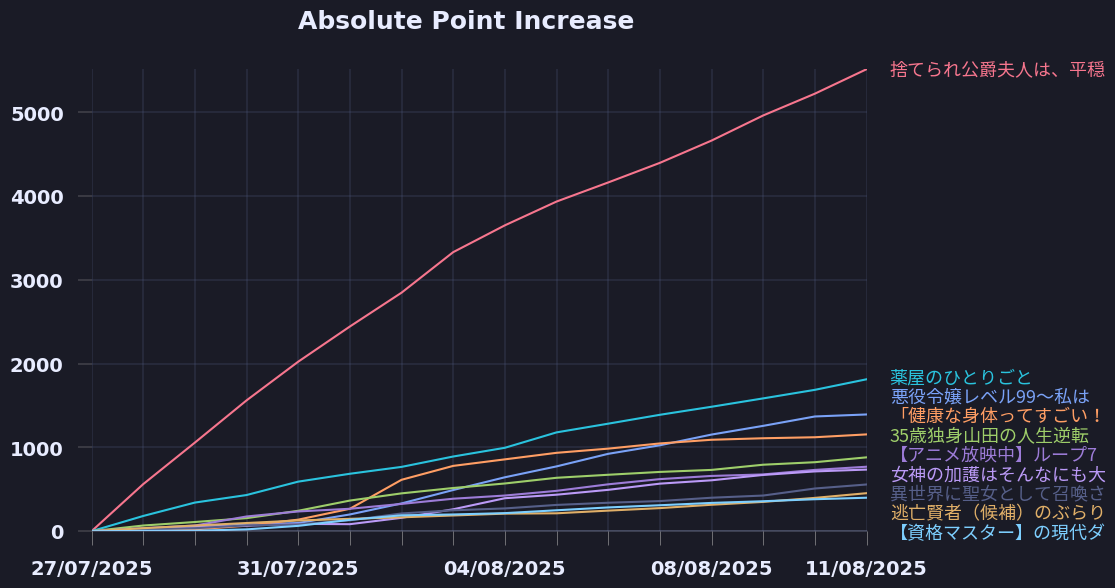 Absolute Point Increase
5000
4000
3000
2000
1000
0
27/07/2025
31/07/2025
04/08/2025
08/08/2025
11/08/2025
捨てられ公爵夫人は、平穏
薬屋のひとりごと
悪役令嬢レベル99～私は
「健康な身体ってすごい！
35歳独身山田の人生逆転
【アニメ放映中】ループ7
女神の加護はそんなにも大
異世界に聖女として召喚さ
逃亡賢者（候補）のぶらり
【資格マスター】の現代ダ